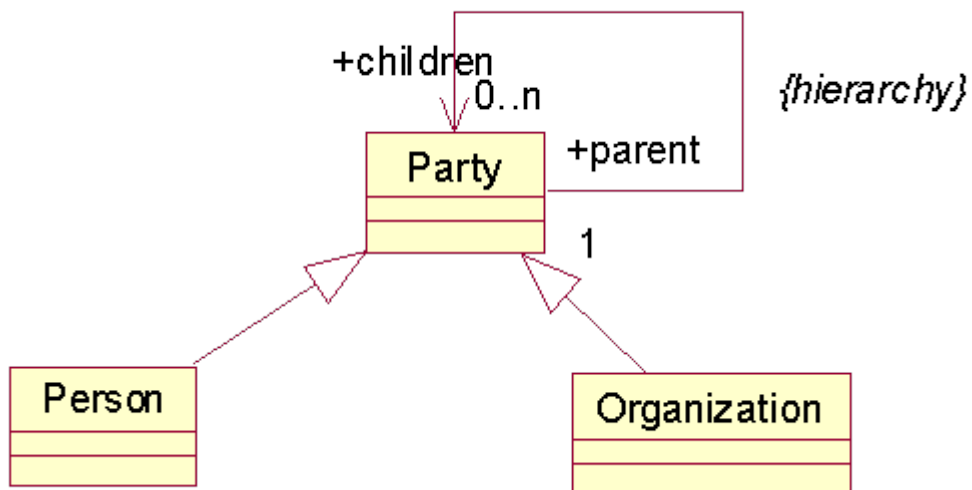 +children
0..n
{hierarchy}
Party
+parent
1
Person
Organization